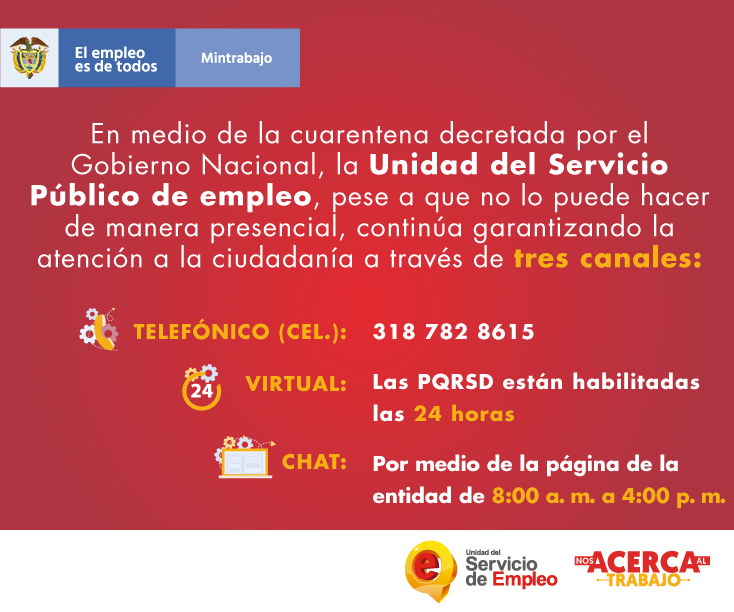 El empleo
es de todos
Mintrabajo
En medio de la cuarentena decretada por el
Gobierno Nacional, la Unidad del Servicio
Público de empleo, pese a que no lo puede hacer
de manera presencial, continúa garantizando la
atención a la ciudadanía a través de tres canales:
TELEFÓNICO (CEL.): 318 782 8615
24
VIRTUAL: Las PQRSD están habilitadas
las 24 horas
CHAT: Por medio de la página de la
entidad de 8:00 a. m. a 4:00 p. m.
e
Unidad del
Servicio
de Empleo
NOS ACERCA AL
TRABAJO